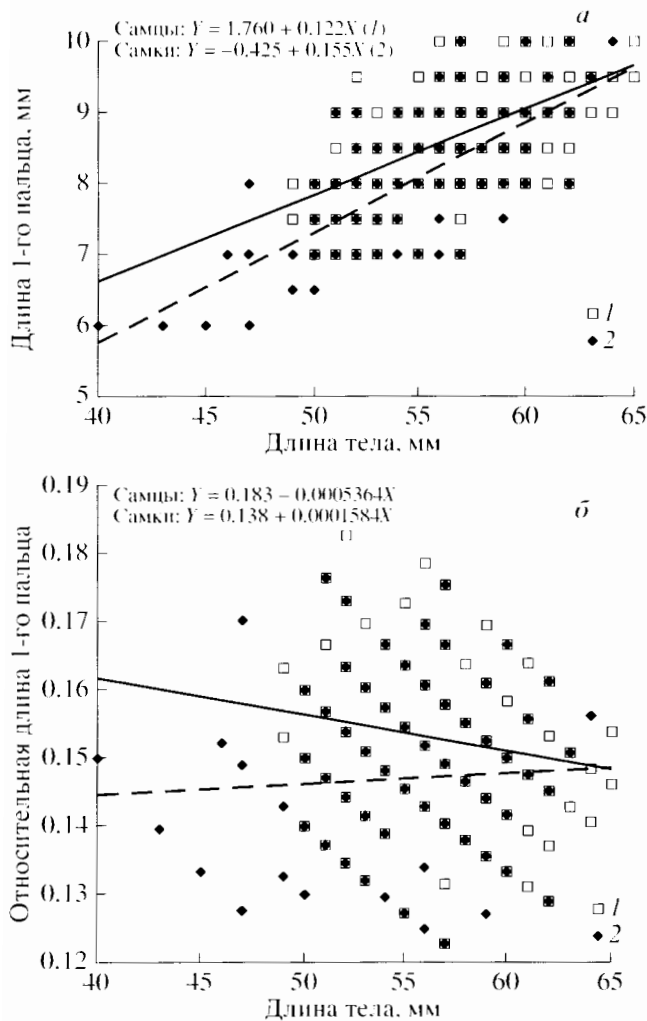 Самцы: Y = 1.760 + 0.122X (1)
а
Самки: Y = −0.425 + 0.155X (2)
Длина 1-го пальца, мм
10
9
8
7
6
5
1
2
40 45 50 55 60 65
Длина тела, мм
Самцы: Y = 0.183 − 0.0005364X
б
Самки: Y = 0.138 + 0.0001584X
Относительная длина 1-го пальца
0.19
0.18
0.17
0.16
0.15
0.14
0.13
0.12
1
2
40 45 50 55 60 65
Длина тела, мм